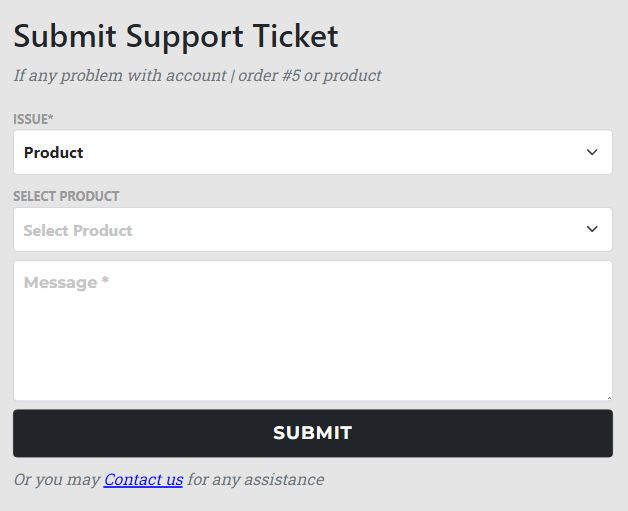 Submit Support Ticket
If any problem with account | order #5 or product
ISSUE*
Product
SELECT PRODUCT
Select Product
Message *
SUBMIT
Or you may Contact us for any assistance